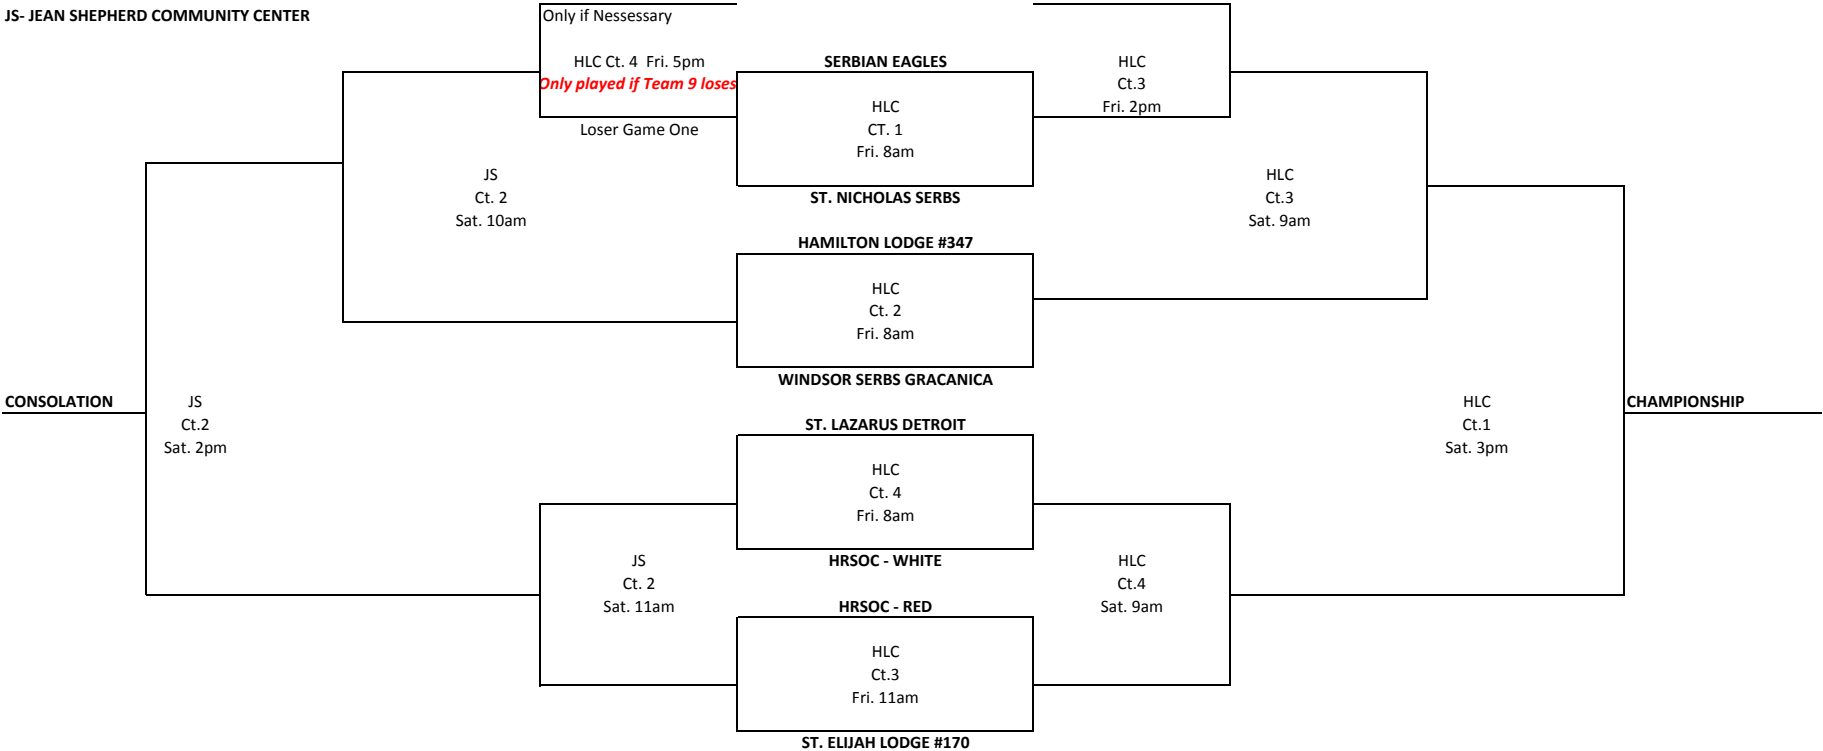 JS- JEAN SHEPHERD COMMUNITY CENTER
Only if Nessessary
HLC Ct. 4  Fri. 5pm
Only played if Team 9 loses
Loser Game One
SERBIAN EAGLES
HLC
CT. 1
Fri. 8am
ST. NICHOLAS SERBS
HLC
Ct.3
Fri. 2pm
JS
Ct. 2
Sat. 10am
HLC
Ct.3
Sat. 9am
HAMILTON LODGE #347
HLC
Ct. 2
Fri. 8am
WINDSOR SERBS GRACANICA
CONSOLATION
JS
Ct.2
Sat. 2pm
HLC
Ct.1
Sat. 3pm
CHAMPIONSHIP
ST. LAZARUS DETROIT
HLC
Ct. 4
Fri. 8am
HRSOC - WHITE
JS
Ct. 2
Sat. 11am
HLC
Ct.4
Sat. 9am
HRSOC - RED
HLC
Ct.3
Fri. 11am
ST. ELIJAH LODGE #170